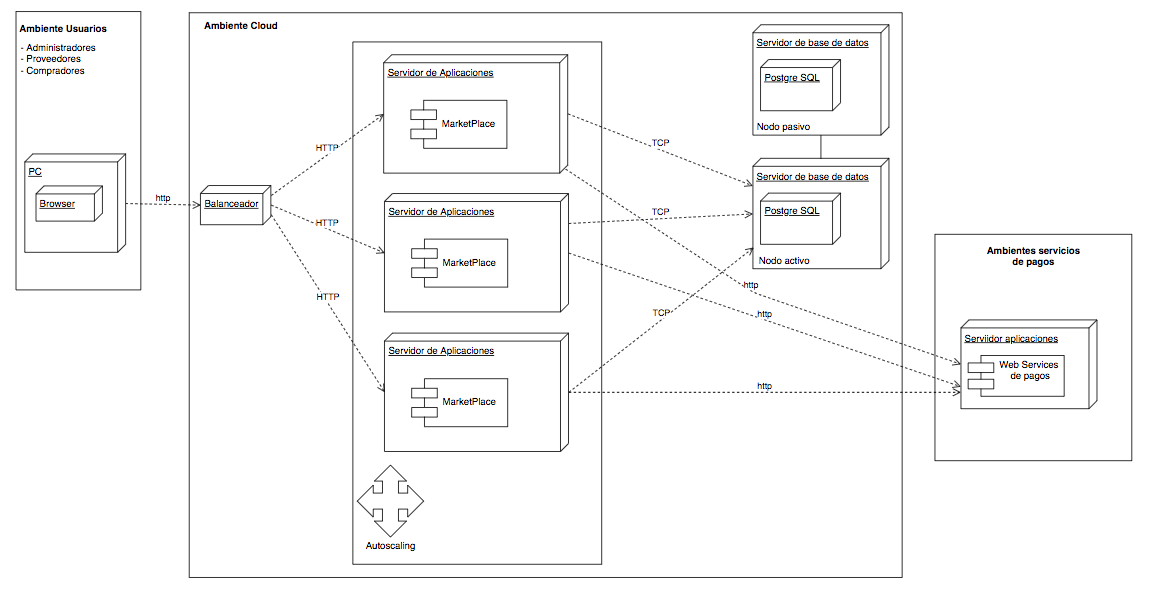 Ambiente Usuarios
- Administradores
- Proveedores
- Compradores
PC
Browser
http
Ambiente Cloud
Balanceador
HTTP
HTTP
HTTP
Servidor de Aplicaciones
MarketPlace
Servidor de Aplicaciones
MarketPlace
Servidor de Aplicaciones
MarketPlace
Autoscaling
TCP
TCP
TCP
http
http
http
Servidor de base de datos
Postgre SQL
Nodo pasivo
Servidor de base de datos
Postgre SQL
Nodo activo
Ambientes servicios
de pagos
Serviidor aplicaciones
Web Services
de pagos